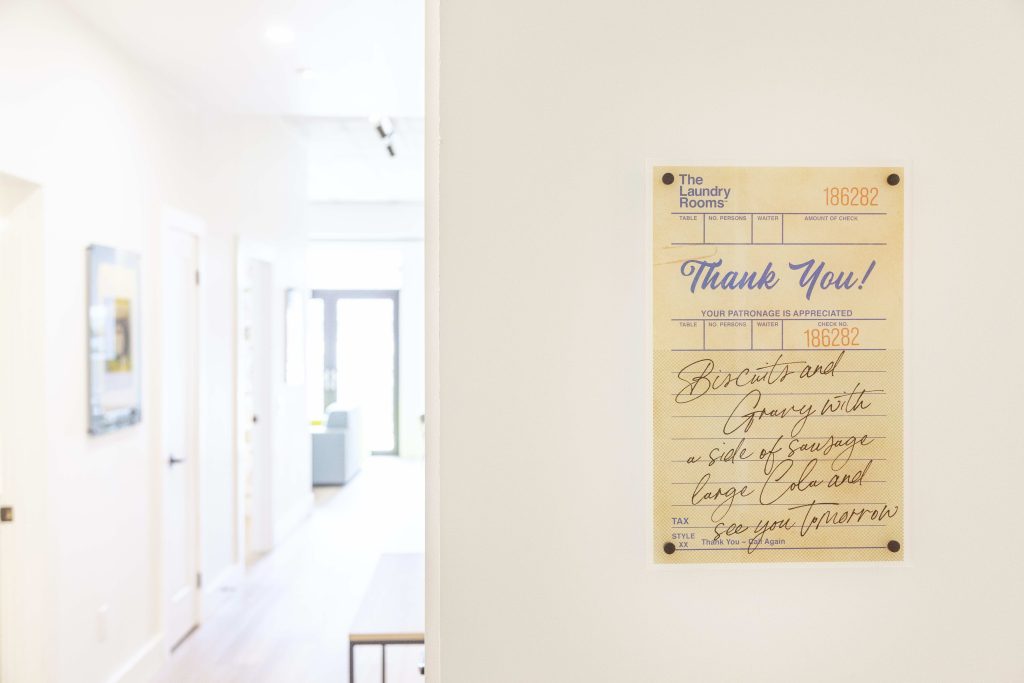 The
Laundry
Rooms
186282
TABLE NO. PERSONS WAITER AMOUNT OF CHECK
Thank You!
YOUR PATRONAGE IS APPRECIATED
TABLE NO. PERSONS WAITER CHECK NO.
186282
Biscuits and
Gravy with
a side of sausage
large Cola and
see you tomorrow
TAX
STYLE
XX
Thank You – Call Again